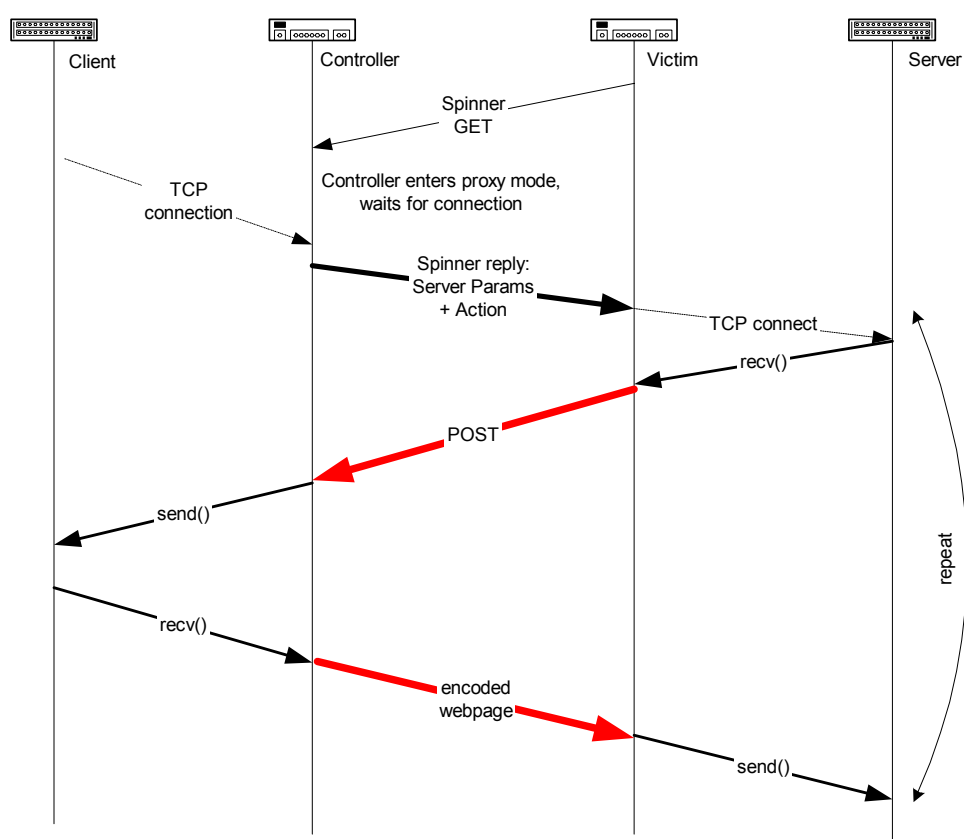 Client
Controller
Victim
Server
Spinner
GET
TCP
connection
Controller enters proxy mode,
waits for connection
Spinner reply:
Server Params
+ Action
TCP connect
recv()
POST
send()
repeat
recv()
encoded
webpage
send()